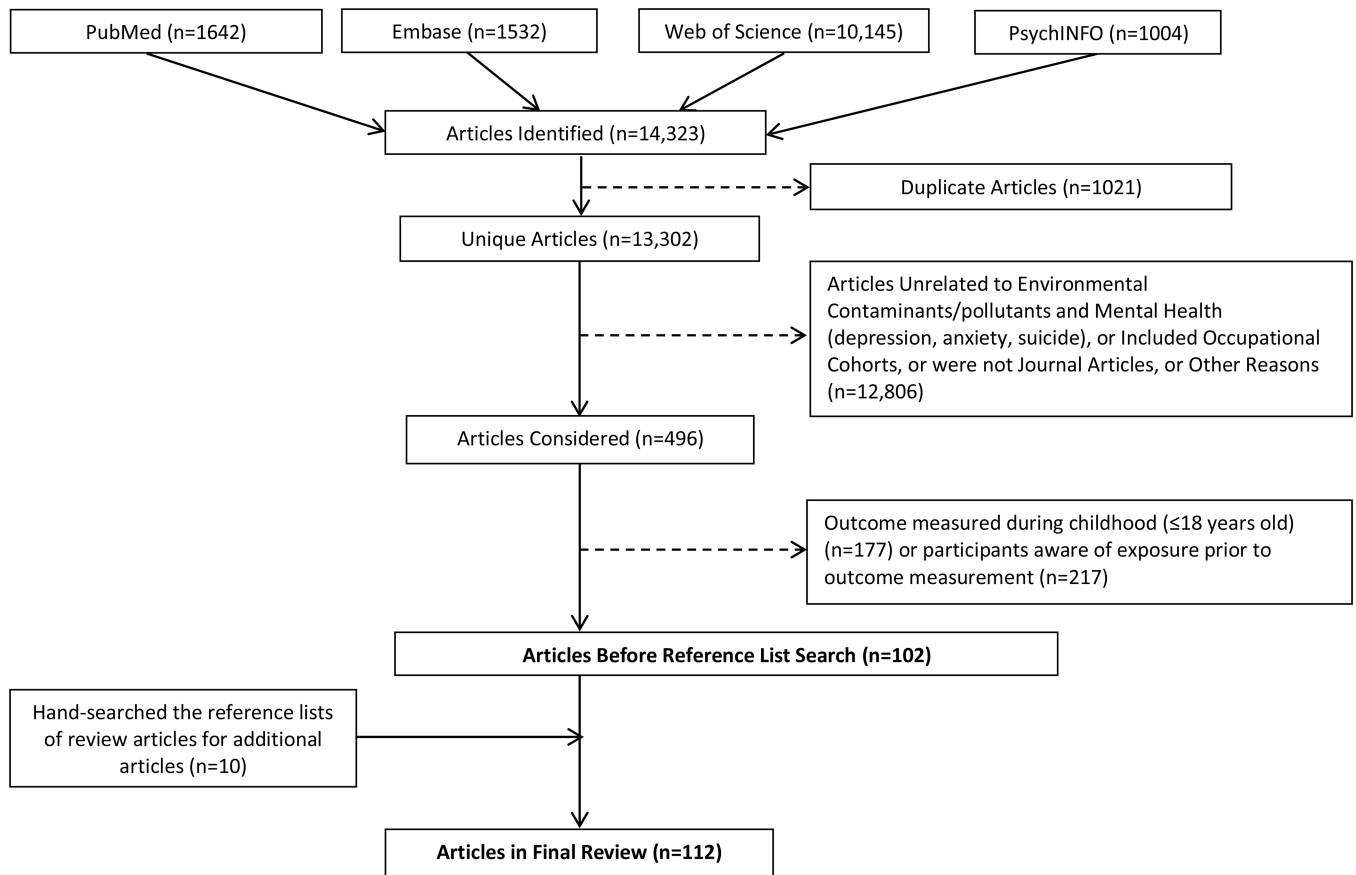 PubMed (n=1642)
Embase (n=1532)
Web of Science (n=10,145)
PsychINFO (n=1004)
Articles Identified (n=14,323)
Duplicate Articles (n=1021)
Unique Articles (n=13,302)
Articles Unrelated to Environmental
Contaminants/pollutants and Mental Health
(depression, anxiety, suicide), or Included Occupational
Cohorts, or were not Journal Articles, or Other Reasons
(n=12,806)
Articles Considered (n=496)
Outcome measured during childhood (≤18 years old)
(n=177) or participants aware of exposure prior to
outcome measurement (n=217)
Articles Before Reference List Search (n=102)
Hand-searched the reference lists
of review articles for additional
articles (n=10)
Articles in Final Review (n=112)